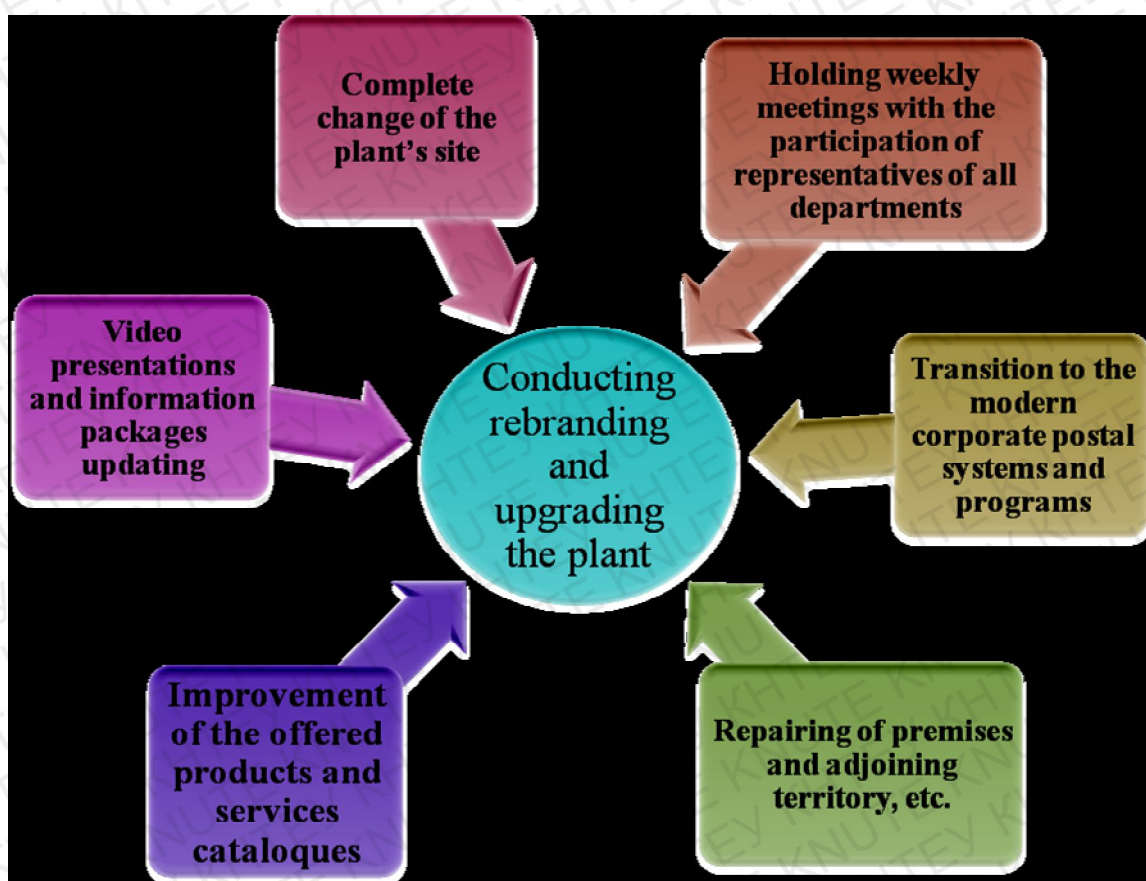 Complete
change of the
plant's site
Holding weekly
meetings with the
participation of
representatives of all
departments
Video
presentations
and information
packages
updating
Conducting
rebranding
and
upgrading
the plant
Transition to the
modern
corporate postal
systems and
programs
Improvement
of the offered
products and
services
cataloques
Repairing of premises
and adjoining
territory, etc.